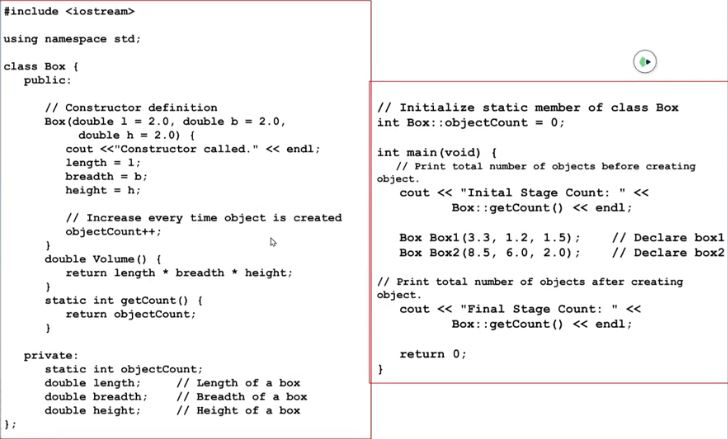 #include <iostream>
using namespace std;
class Box {
public:
// Constructor definition
Box(double l = 2.0, double b = 2.0,
double h = 2.0) {
cout <<"Constructor called." << endl;
length = l;
breadth = b;
height = h;
// Increase every time object is created
objectCount++;
}
double Volume() {
return length * breadth * height;
}
static int getCount() {
return objectCount;
}
private:
static int objectCount;
double length;     // Length of a box
double breadth;     // Breadth of a box
double height;     // Height of a box
};
// Initialize static member of class Box
int Box::objectCount = 0;
int main(void) {
// Print total number of objects before creating
object.
cout << "Inital Stage Count: " <<
Box::getCount() << endl;
Box Box1(3.3, 1.2, 1.5);    // Declare box1
Box Box2(8.5, 6.0, 2.0);    // Declare box2
// Print total number of objects after creating
object.
cout << "Final Stage Count: " <<
Box::getCount() << endl;
return 0;
}